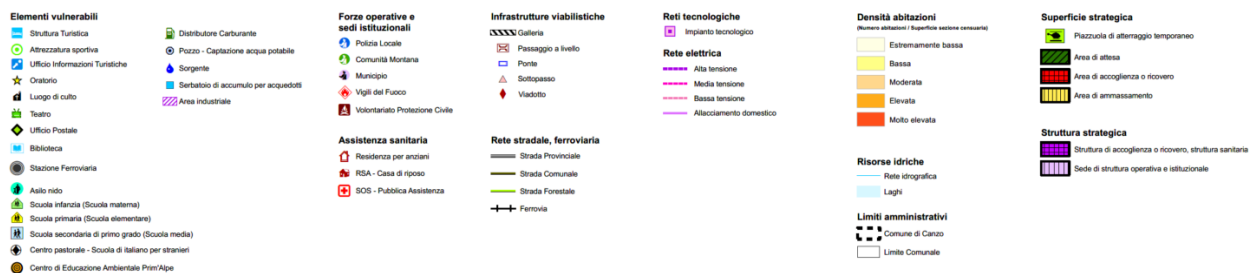 Elementi vulnerabili
Struttura Turistica
Attrezzatura sportiva
Ufficio Informazioni Turistiche
Oratorio
Luogo di culto
Teatro
Ufficio Postale
Biblioteca
Stazione Ferroviaria
Asilo nido
Scuola infanzia (Scuola materna)
Scuola primaria (Scuola elementare)
Scuola secondaria di primo grado (Scuola media)
Centro pastorale - Scuola di italiano per stranieri
Centro di Educazione Ambientale Prim'Alpe
Distributore Carburante
Pozzo - Captazione acqua potabile
Sorgente
Serbatoio di accumulo per acquedotti
Area industriale
Forze operative e
sedi istituzionali
Polizia Locale
Comunità Montana
Municipio
Vigili del Fuoco
Volontariato Protezione Civile
Assistenza sanitaria
Residenza per anziani
RSA - Casa di riposo
SOS - Pubblica Assistenza
Infrastrutture viabilistiche
Galleria
Passaggio a livello
Ponte
Sottopasso
Viadotto
Rete stradale, ferroviaria
Strada Provinciale
Strada Comunale
Strada Forestale
Ferrovia
Reti tecnologiche
Impianto tecnologico
Rete elettrica
Alta tensione
Media tensione
Bassa tensione
Allacciamento domestico
Densità abitazioni
(Numero abitazioni / Superficie sezione censuaria)
Estremamente bassa
Bassa
Moderata
Elevata
Molto elevata
Risorse idriche
Rete idrografica
Laghi
Limiti amministrativi
Comune di Canzo
Limite Comunale
Superficie strategica
Piazzuola di atterraggio temporaneo
Area di attesa
Area di accoglienza o ricovero
Area di ammassamento
Struttura strategica
Struttura di accoglienza o ricovero, struttura sanitaria
Sede di struttura operativa e istituzionale